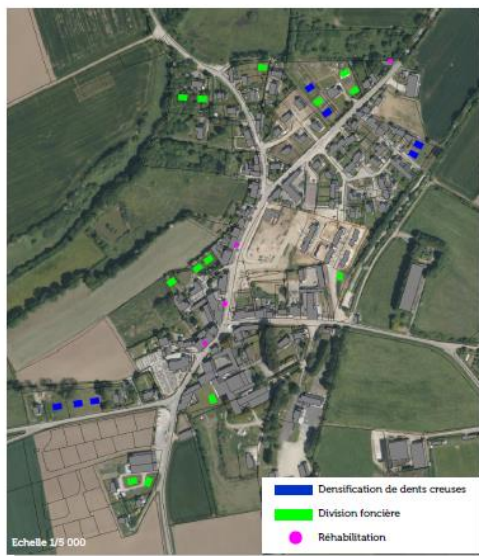 Densification de dents creuses
Division foncière
Réhabilitation
Echelle 1/5 000